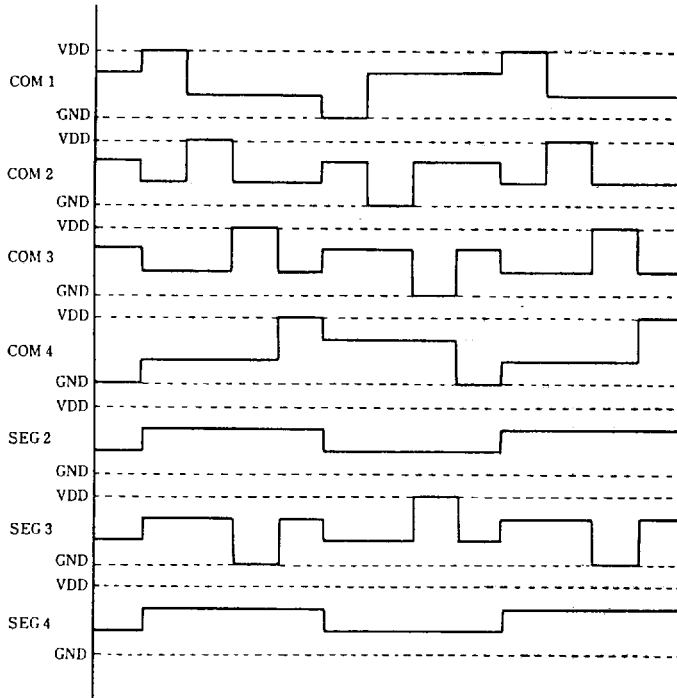 VDD
COM 1
GND
VDD
COM 2
GND
VDD
COM 3
GND
VDD
COM 4
GND
VDD
SEG 2
GND
VDD
SEG 3
GND
VDD
SEG 4
GND